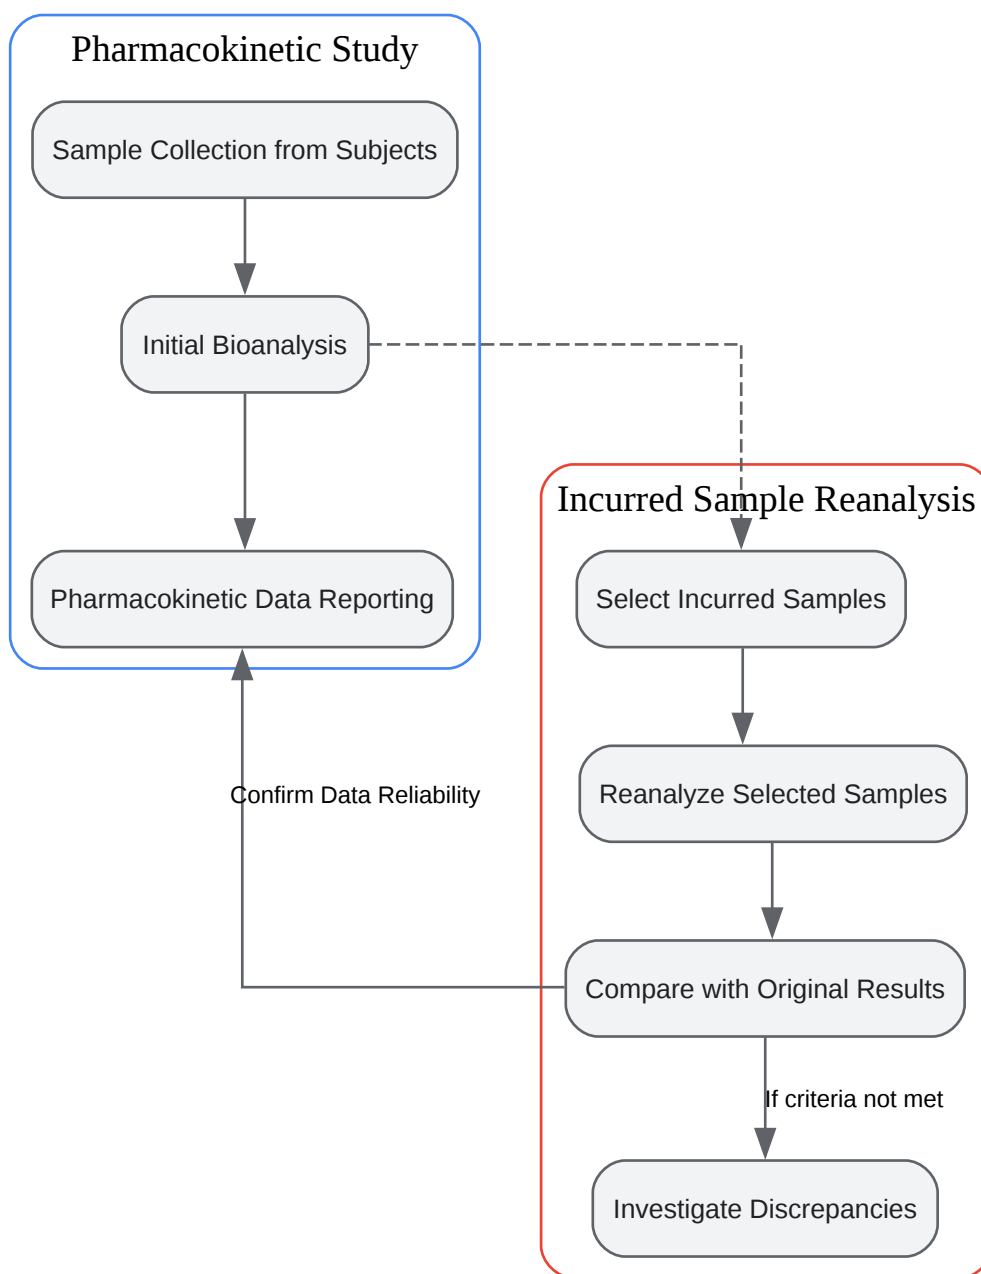 Pharmacokinetic Study
Sample Collection from Subjects
Initial Bioanalysis
Pharmacokinetic Data Reporting
Confirm Data Reliability
Incurred Sample Reanalysis
Select Incurred Samples
Reanalyze Selected Samples
Compare with Original Results
If criteria not met
Investigate Discrepancies